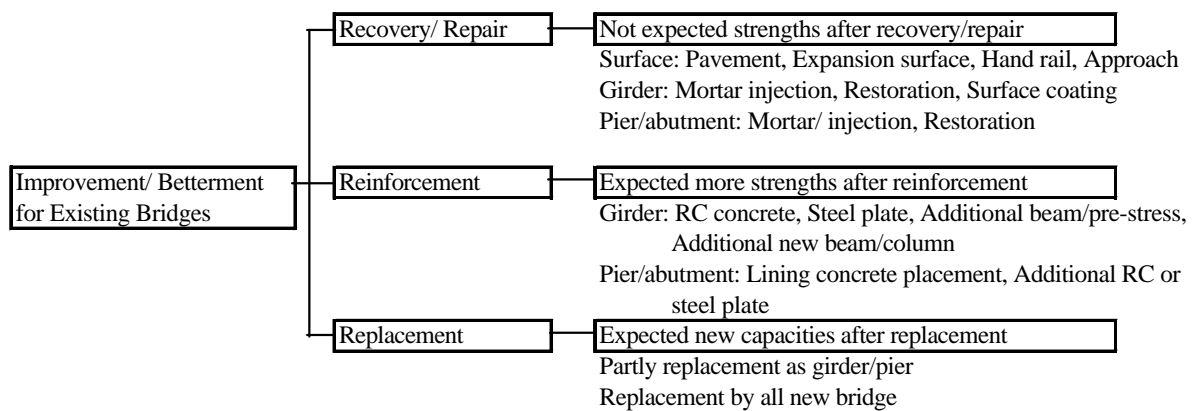 Recovery/ Repair
Not expected strengths after recovery/repair
Surface: Pavement, Expansion surface, Hand rail, Approach
Girder: Mortar injection, Restoration, Surface coating
Pier/abutment: Mortar/ injection, Restoration
Improvement/ Betterment
for Existing Bridges
Reinforcement
Expected more strengths after reinforcement
Girder: RC concrete, Steel plate, Additional beam/pre-stress,
Additional new beam/column
Pier/abutment: Lining concrete placement, Additional RC or
steel plate
Replacement
Expected new capacities after replacement
Partly replacement as girder/pier
Replacement by all new bridge